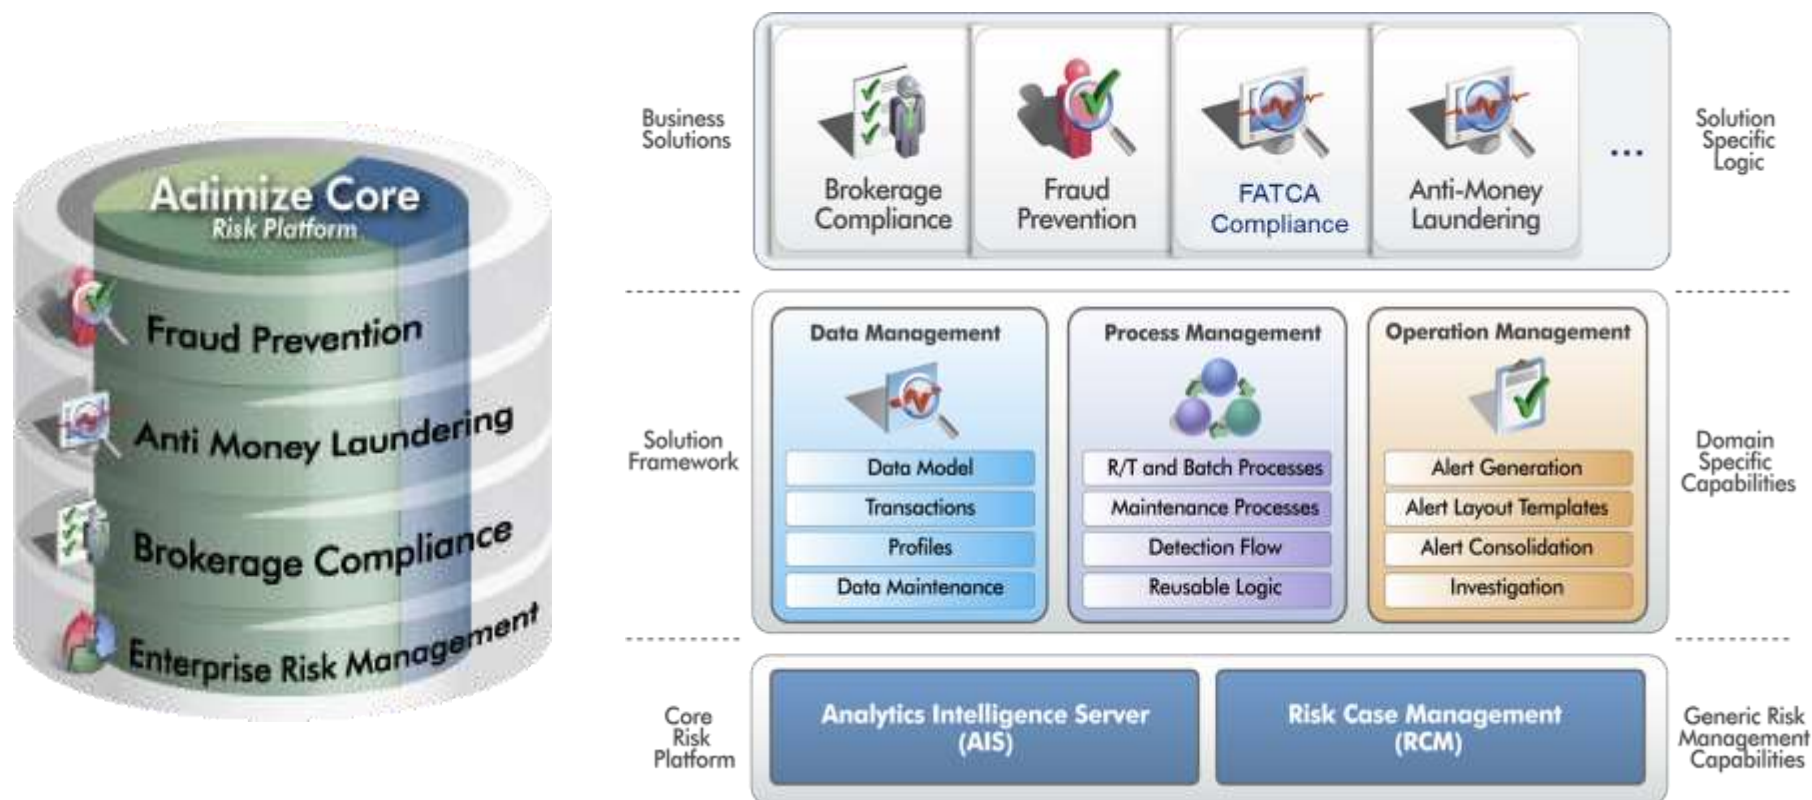 Actimize Core
Risk Platform
Fraud Prevention
Anti Money Laundering
Brokerage Compliance
Enterprise Risk Management
Business
Solutions
Brokerage
Compliance
Fraud
Prevention
FATCA
Compliance
Anti-Money
Laundering
...
Solution
Specific
Logic
Solution
Framework
Data Management
Data Model
Transactions
Profiles
Data Maintenance
Process Management
R/T and Batch Processes
Maintenance Processes
Detection Flow
Reusable Logic
Operation Management
Alert Generation
Alert Layout Templates
Alert Consolidation
Investigation
Domain
Specific
Capabilities
Core
Risk
Platform
Analytics Intelligence Server
(AIS)
Risk Case Management
(RCM)
Generic Risk
Management
Capabilities